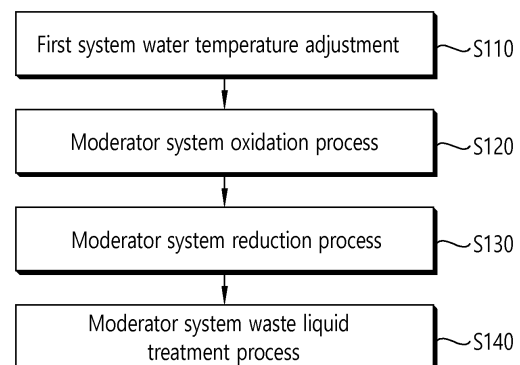 First system water temperature adjustment
S110
Moderator system oxidation process
S120
Moderator system reduction process
S130
Moderator system waste liquid
treatment process
S140